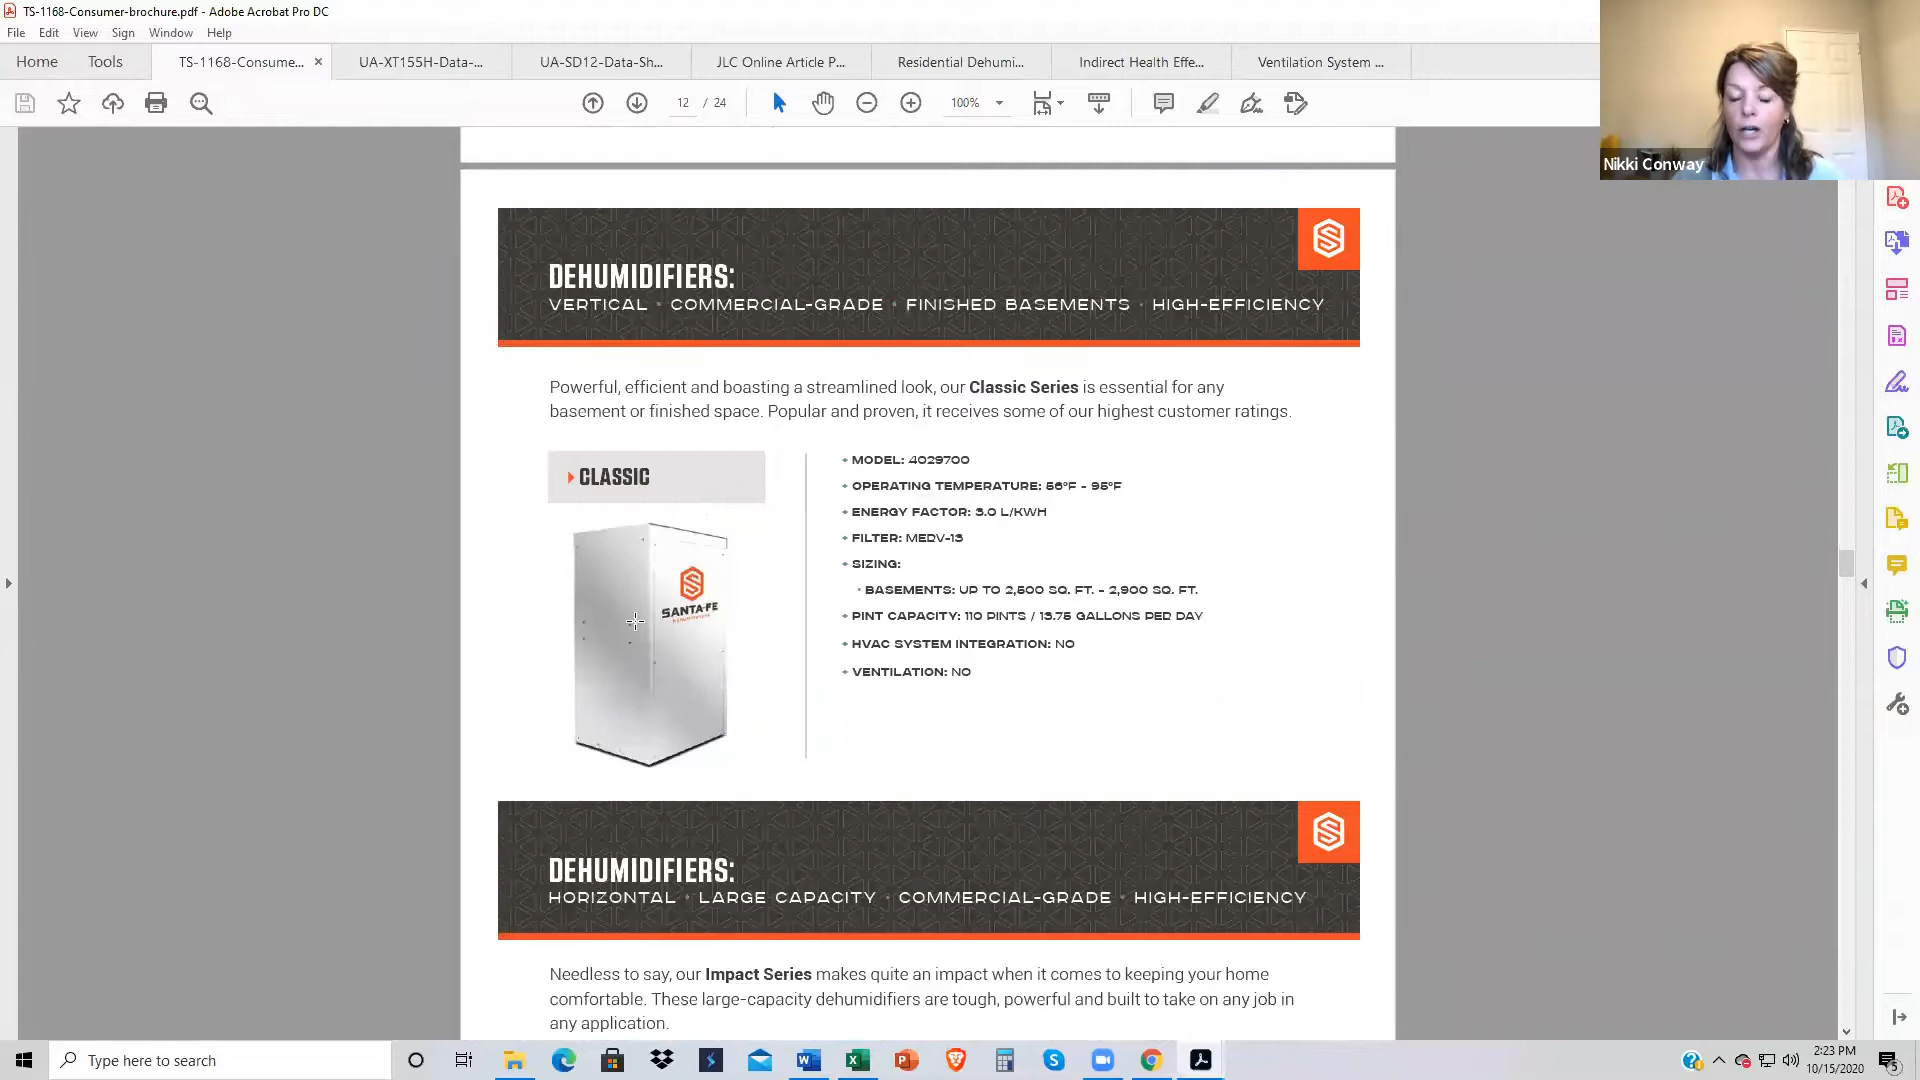 TS-1168-Consumer-brochure.pdf - Adobe Acrobat Pro DC
File Edit View Sign Window Help
Home Tools TS-1168-Consume... × UA-XT155H-Data-... UA-SD12-Data-Sh... JLC Online Article P... Residential Dehumi... Indirect Health Effe... Ventilation System ...
12 / 24 100%
Nikki Conway
DEHUMIDIFIERS:
VERTICAL • COMMERCIAL-GRADE • FINISHED BASEMENTS • HIGH-EFFICIENCY
Powerful, efficient and boasting a streamlined look, our Classic Series is essential for any
basement or finished space. Popular and proven, it receives some of our highest customer ratings.
CLASSIC
SANTA-FE
MODEL: 4029700
OPERATING TEMPERATURE: 56°F - 95°F
ENERGY FACTOR: 3.0 L/KWH
FILTER: MERV-13
SIZING:
• BASEMENTS: UP TO 2,500 SQ. FT. - 2,900 SQ. FT.
PINT CAPACITY: 110 PINTS / 13.75 GALLONS PER DAY
HVAC SYSTEM INTEGRATION: NO
VENTILATION: NO
DEHUMIDIFIERS:
HORIZONTAL • LARGE CAPACITY • COMMERCIAL-GRADE • HIGH-EFFICIENCY
Needless to say, our Impact Series makes quite an impact when it comes to keeping your home
comfortable. These large-capacity dehumidifiers are tough, powerful and built to take on any job in
any application.
Type here to search
2:23 PM
10/15/2020
5